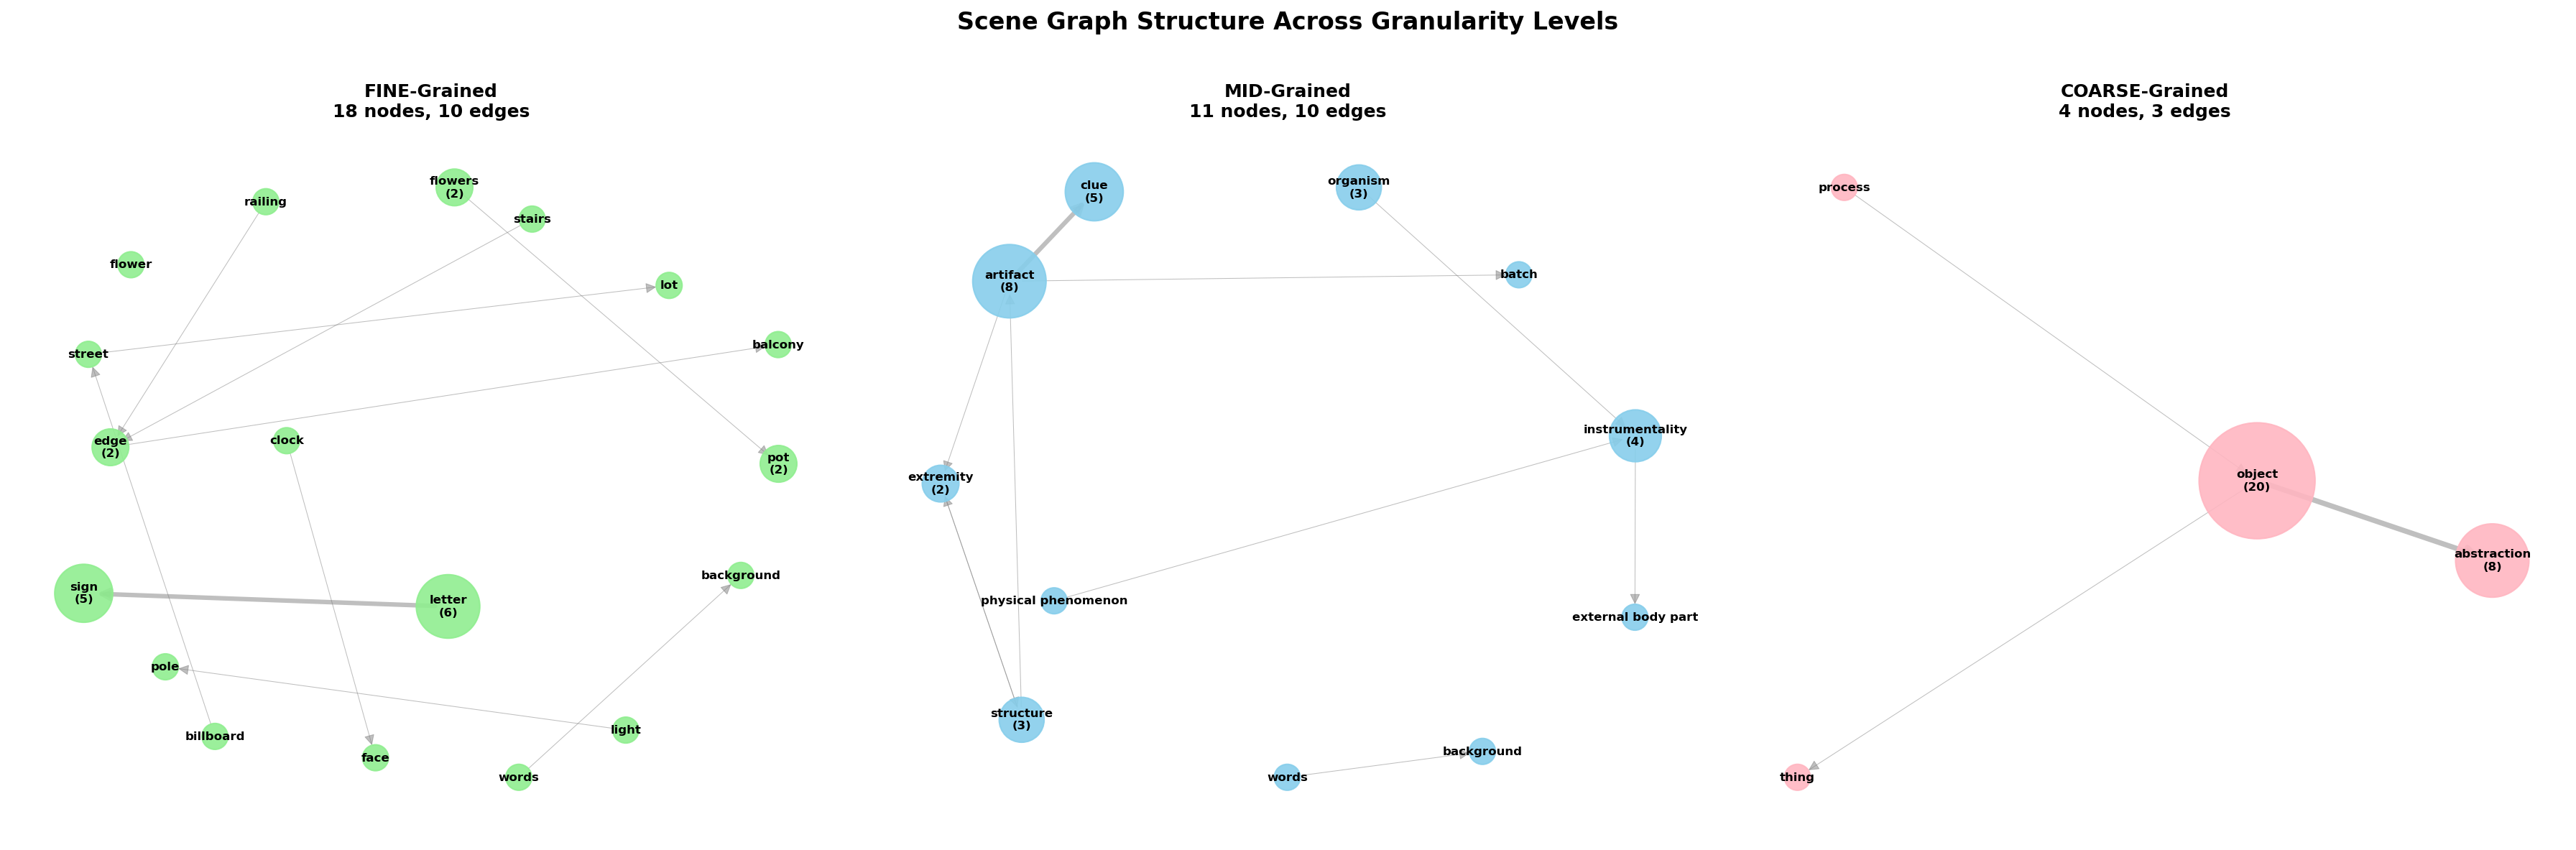 Scene Graph Structure Across Granularity Levels
FINE-Grained
18 nodes, 10 edges
railing
flowers
(2)
stairs
flower
lot
street
balcony
edge
(2)
clock
pot
(2)
background
sign
(5)
letter
(6)
pole
billboard
light
face
words
MID-Grained
11 nodes, 10 edges
clue
(5)
organism
(3)
artifact
(8)
batch
instrumentality
(4)
extremity
(2)
physical phenomenon
external body part
structure
(3)
background
words
COARSE-Grained
4 nodes, 3 edges
process
object
(20)
abstraction
(8)
thing